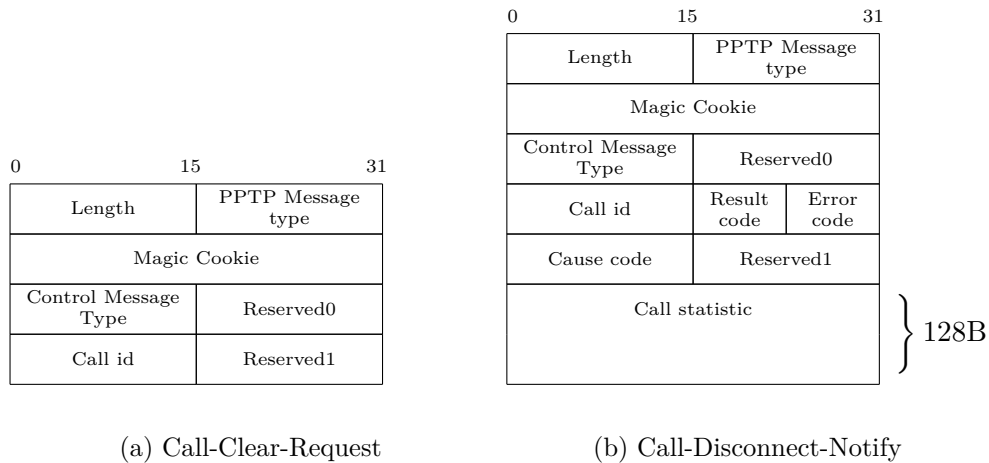 0 15 31
Length PPTP Message
type
Magic Cookie
Control Message
Type Reserved0
Call id Reserved1
(a) Call-Clear-Request
0 15 31
Length PPTP Message
type
Magic Cookie
Control Message
Type Reserved0
Call id Result
code Error
code
Cause code Reserved1
Call statistic
128B
(b) Call-Disconnect-Notify